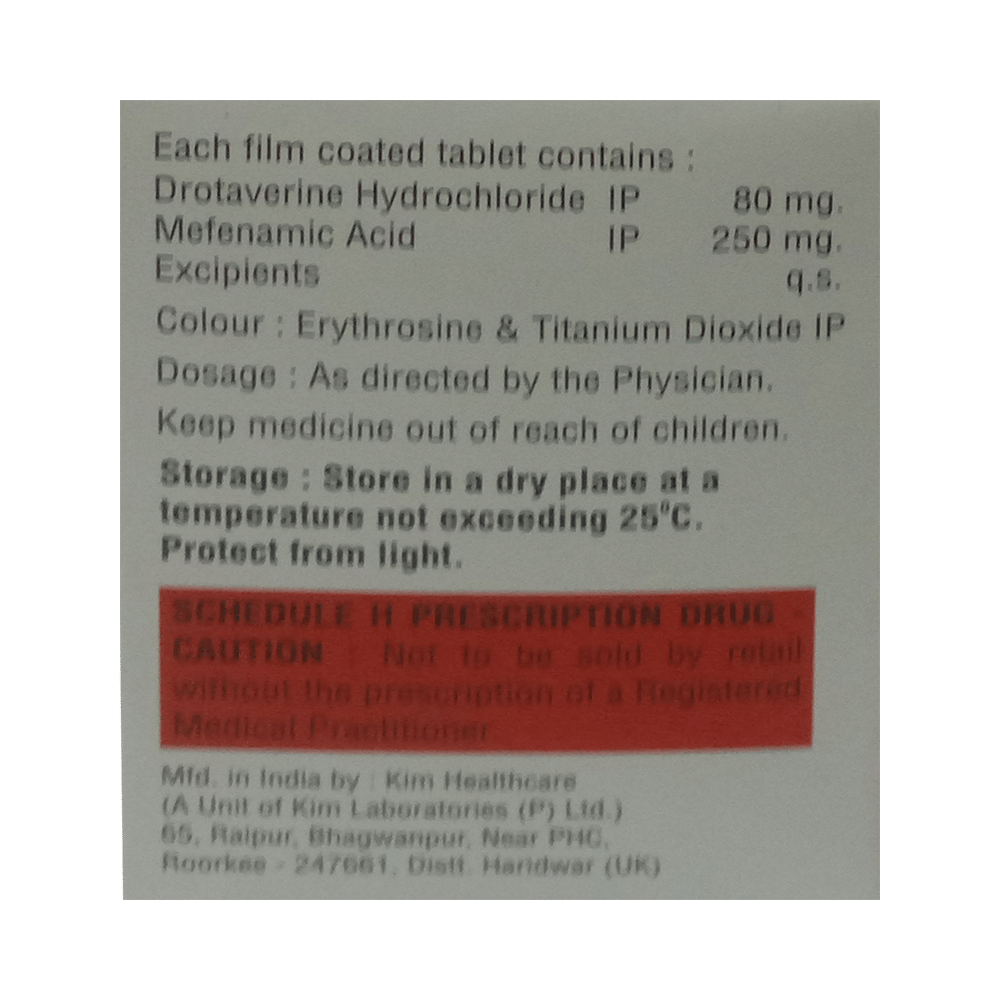 Each film coated tablet contains :
Drotaverine Hydrochloride IP 80 mg.
Mefenamic Acid IP 250 mg.
Excipients q.s.
Colour : Erythrosine & Titanium Dioxide IP
Dosage : As directed by the Physician.
Keep medicine out of reach of children.
Storage : Store in a dry place at a
temperature not exceeding 25°C.
Protect from light.
SCHEDULE H PRESCRIPTION DRUG -
CAUTION : Not to be sold by retail
without the prescription of a Registered
Medical Practitioner
Mfd. in India by : Kim Healthcare
(A Unit of Kim Laboratories (P) Ltd.)
65, Raipur, Bhagwanpur, Near PHC,
Roorkee - 247661, Distt. Haridwar (UK)